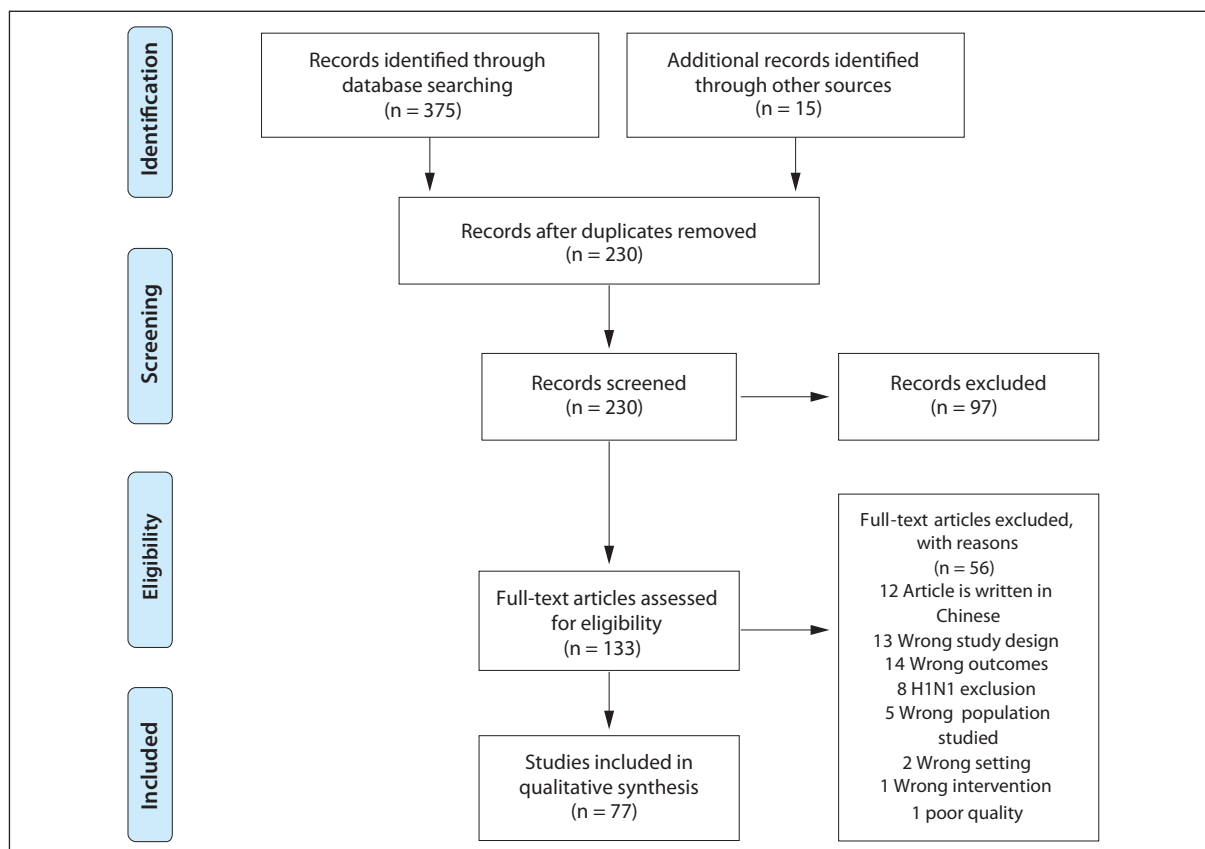 Identification
Records identified through
database searching
(n = 375)
Additional records identified
through other sources
(n = 15)
Records after duplicates removed
(n = 230)
Screening
Records screened
(n = 230)
Records excluded
(n = 97)
Eligibility
Full-text articles assessed
for eligibility
(n = 133)
Full-text articles excluded,
with reasons
(n = 56)
12 Article is written in
Chinese
13 Wrong study design
14 Wrong outcomes
8 H1N1 exclusion
5 Wrong population
studied
2 Wrong setting
1 Wrong intervention
1 poor quality
Included
Studies included in
qualitative synthesis
(n = 77)